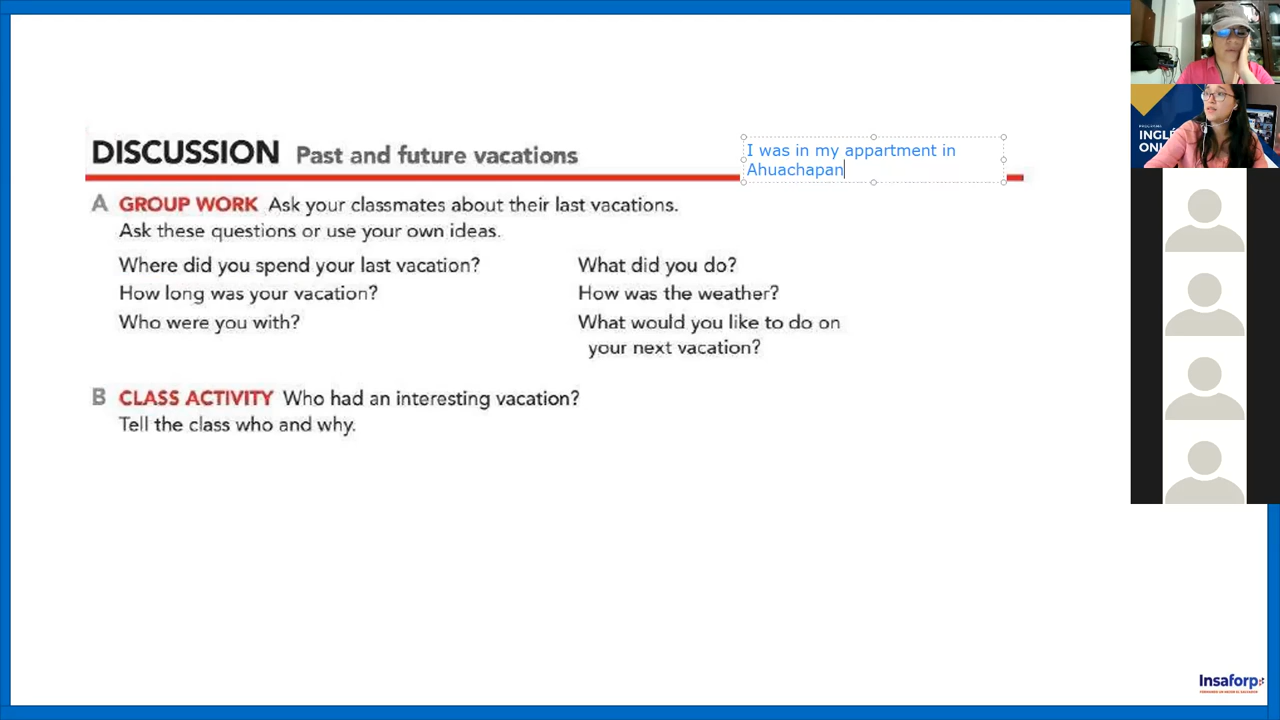 DISCUSSION Past and future vacations
I was in my appartment in
Ahuachapan
A GROUP WORK Ask your classmates about their last vacations.
Ask these questions or use your own ideas.
Where did you spend your last vacation?
How long was your vacation?
Who were you with?
What did you do?
How was the weather?
What would you like to do on
your next vacation?
B CLASS ACTIVITY Who had an interesting vacation?
Tell the class who and why.
INGLÉ
ONL
Insaforp